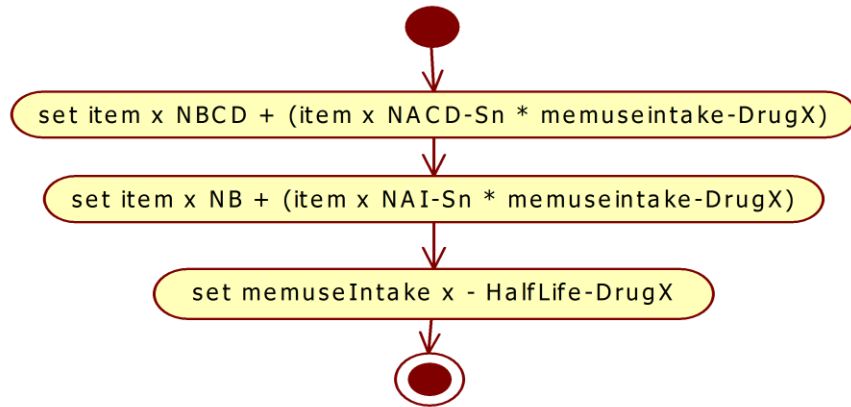 set item x NBCD + (item x NACD-Sn * memuseintake-DrugX)
set item x NB + (item x NAI-Sn * memuseintake-DrugX)
set memuseIntake x - HalfLife-DrugX